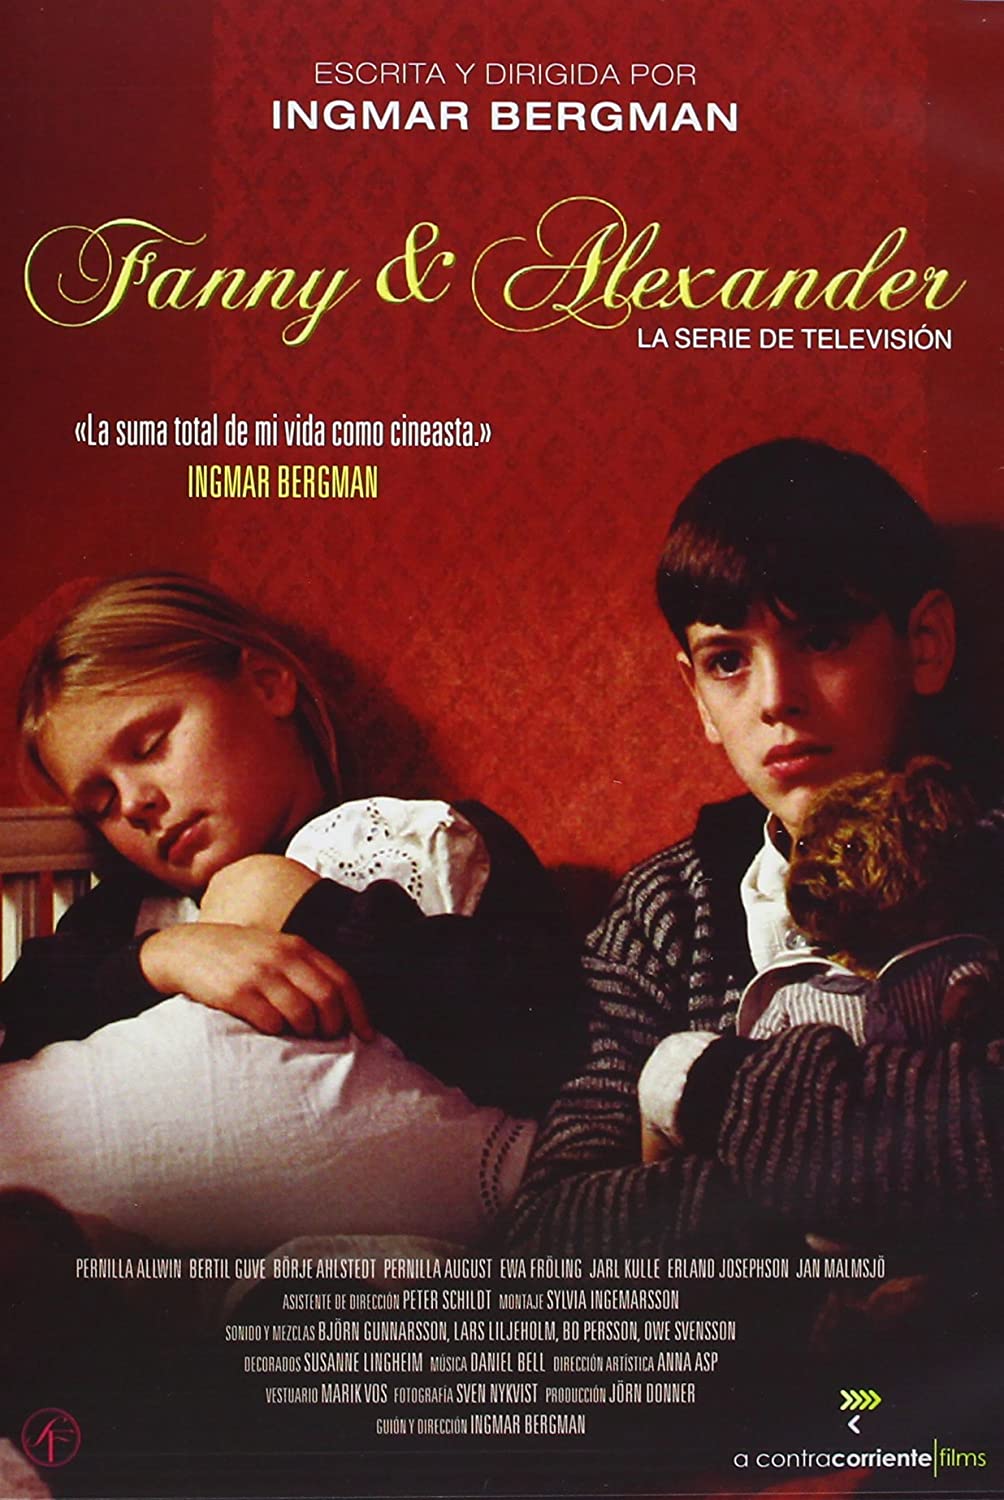 ESCRITA Y DIRIGIDA POR
INGMAR BERGMAN
Fanny & Alexander
LA SERIE DE TELEVISIÓN
«La suma total de mi vida como cineasta.»
INGMAR BERGMAN
PERNILLA ALLWIN BERTIL GUVE BÖRJE AHLSTEDT PERNILLA AUGUST EWA FRÖLING JARL KULLE ERLAND JOSEPHSON JAN MALMSJÖ
ASISTENTE DE DIRECCIÓN PETER SCHILDT MONTAJE SYLVIA INGEMARSSON
SONIDO Y MEZCLAS BJÖRN GUNNARSSON, LARS LILJEHOLM, BO PERSSON, OWE SVENSSON
DECORADOS SUSANNE LINGHEIM MÚSICA DANIEL BELL DIRECCIÓN ARTÍSTICA ANNA ASP
VESTUARIO MARIK VOS FOTOGRAFÍA SVEN NYKVIST PRODUCCIÓN JÖRN DONNER
GUIÓN Y DIRECCIÓN INGMAR BERGMAN
SF
a contracorriente|films